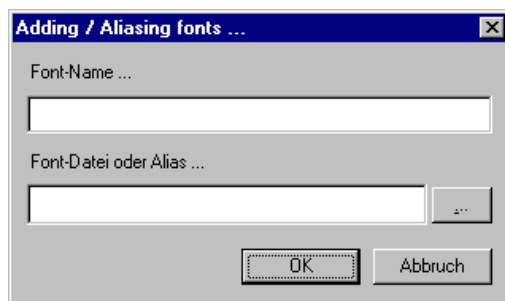 Adding / Aliasing fonts ...
Font-Name ...
Font-Datei oder Alias ...
...
OK
Abbruch